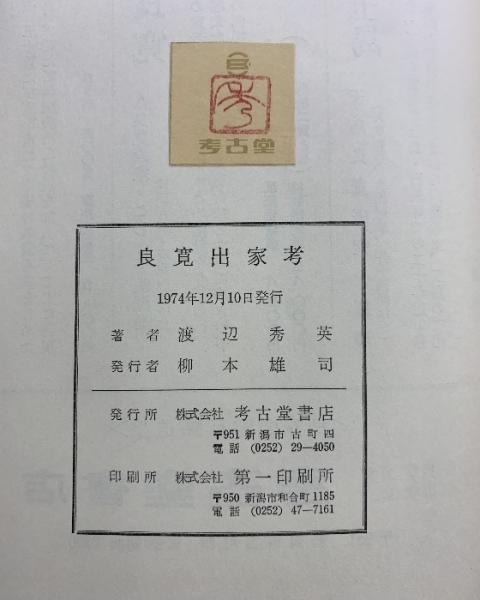 考古堂
良寛出家考
1974年12月10日発行
著者 渡辺秀英
発行者 柳本雄司
発行所 株式会社 考古堂書店
〒951 新潟市古町四
電話 (0252) 29-4050
印刷所 株式会社 第一印刷所
〒950 新潟市和合町1185
電話 (0252) 47-7161